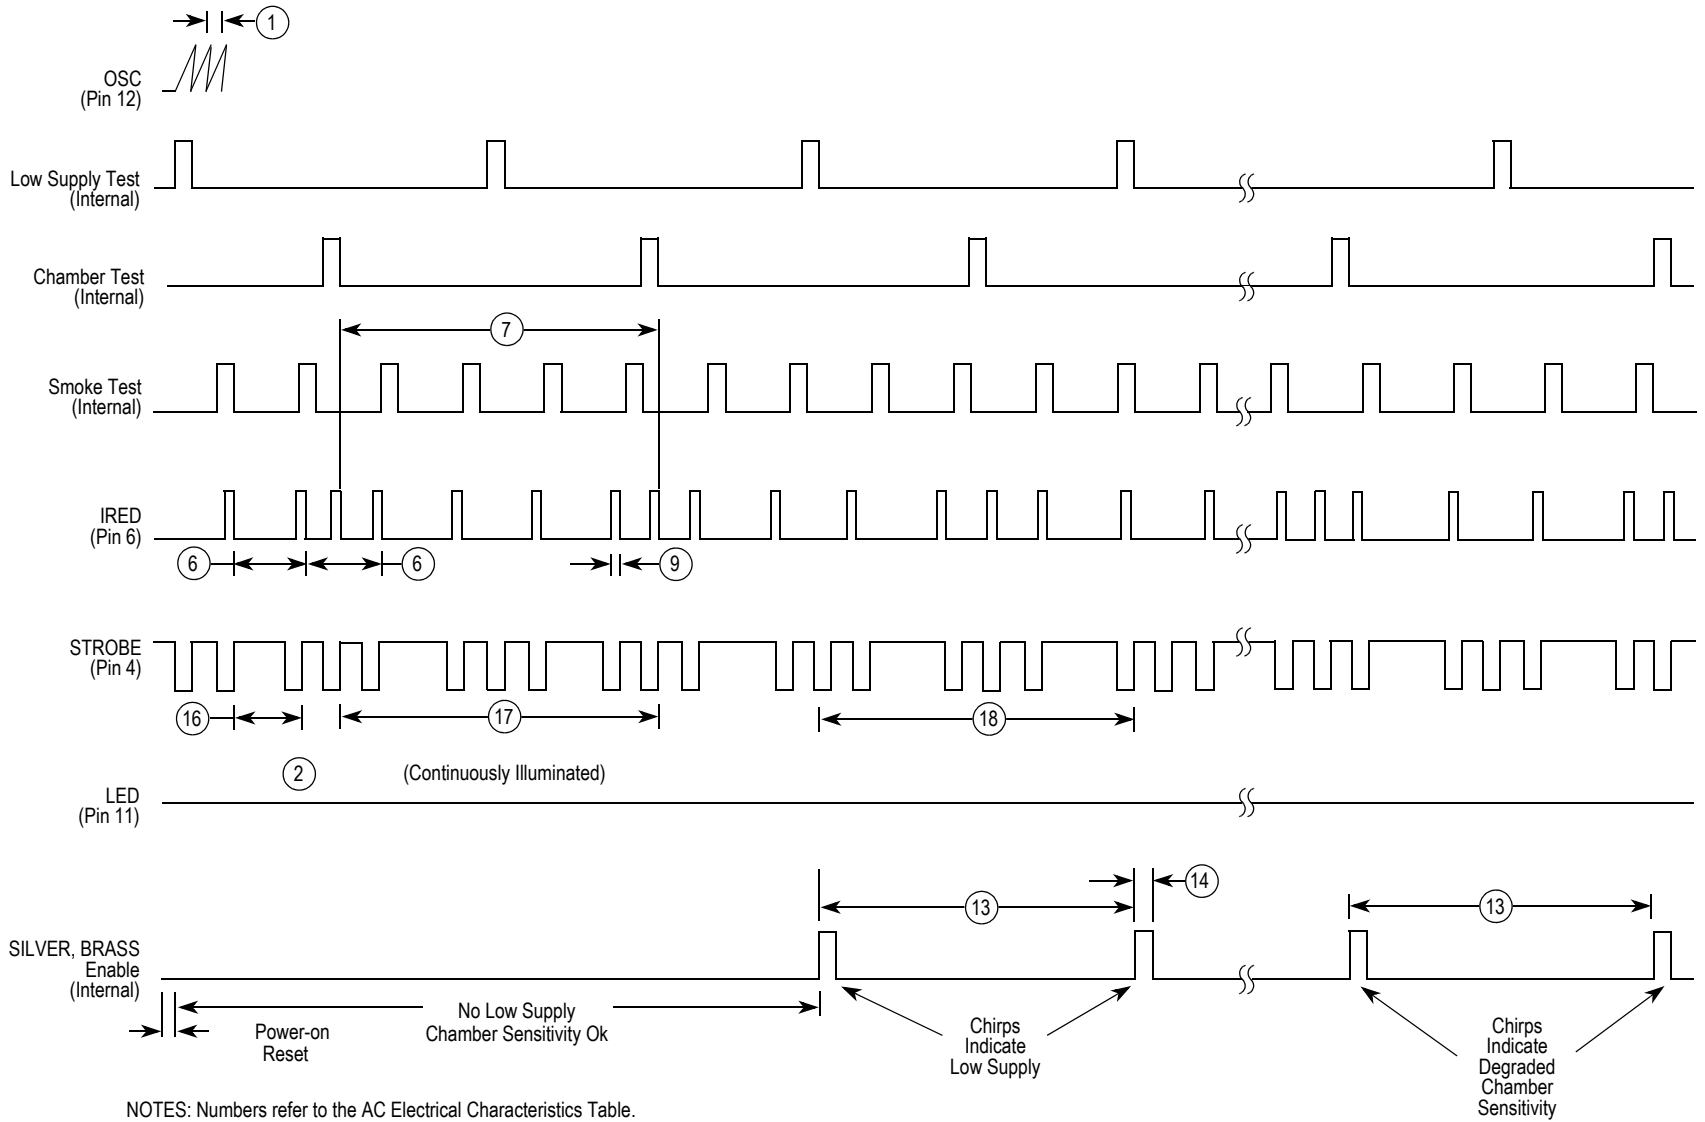 1
OSC
(Pin 12)
Low Supply Test
(Internal)
Chamber Test
(Internal)
7
Smoke Test
(Internal)
IRED
(Pin 6)
6
6
9
STROBE
(Pin 4)
16
17
18
2
(Continuously Illuminated)
LED
(Pin 11)
14
13
13
SILVER, BRASS
Enable
(Internal)
Power-on
Reset
No Low Supply
Chamber Sensitivity Ok
Chirps
Indicate
Low Supply
Chirps
Indicate
Degraded
Chamber
Sensitivity
NOTES: Numbers refer to the AC Electrical Characteristics Table.